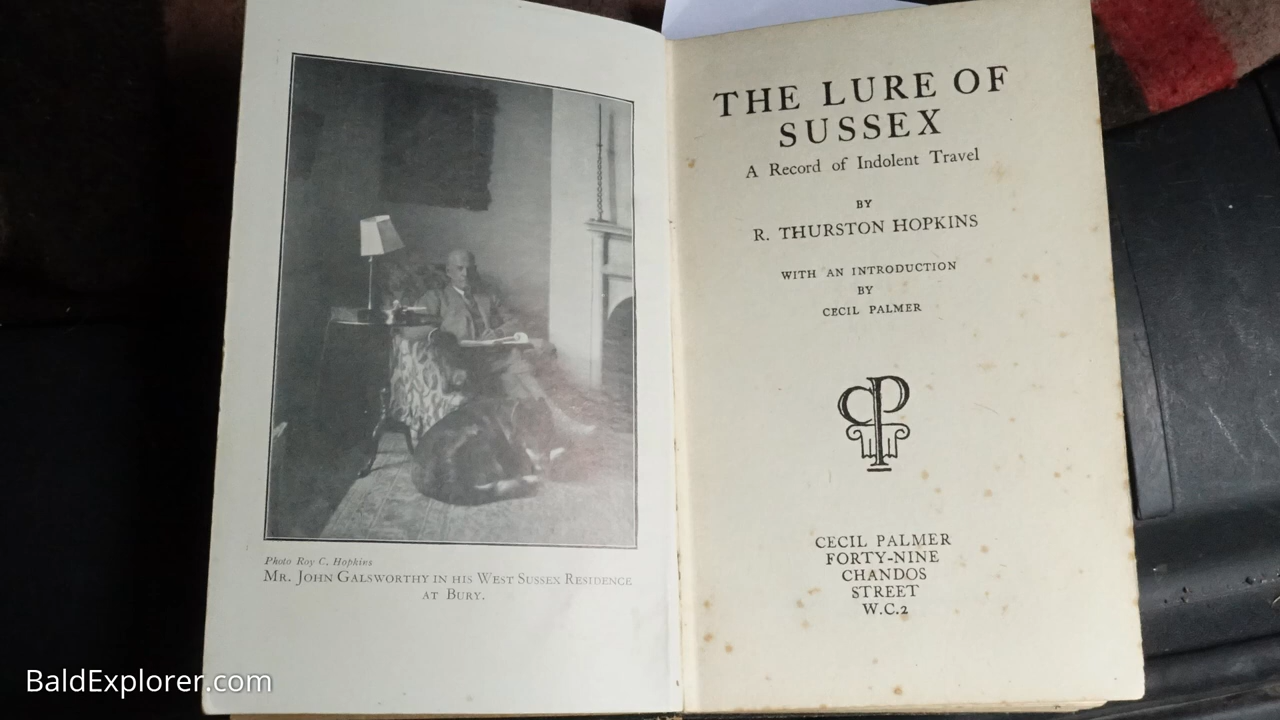 Photo Roy C. Hopkins
MR. JOHN GALSWORTHY IN HIS WEST SUSSEX RESIDENCE
AT BURY.
THE LURE OF
SUSSEX
A Record of Indolent Travel
BY
R. THURSTON HOPKINS
WITH AN INTRODUCTION
BY
CECIL PALMER
CP
CECIL PALMER
FORTY-NINE
CHANDOS
STREET
W.C.2
BaldExplorer.com